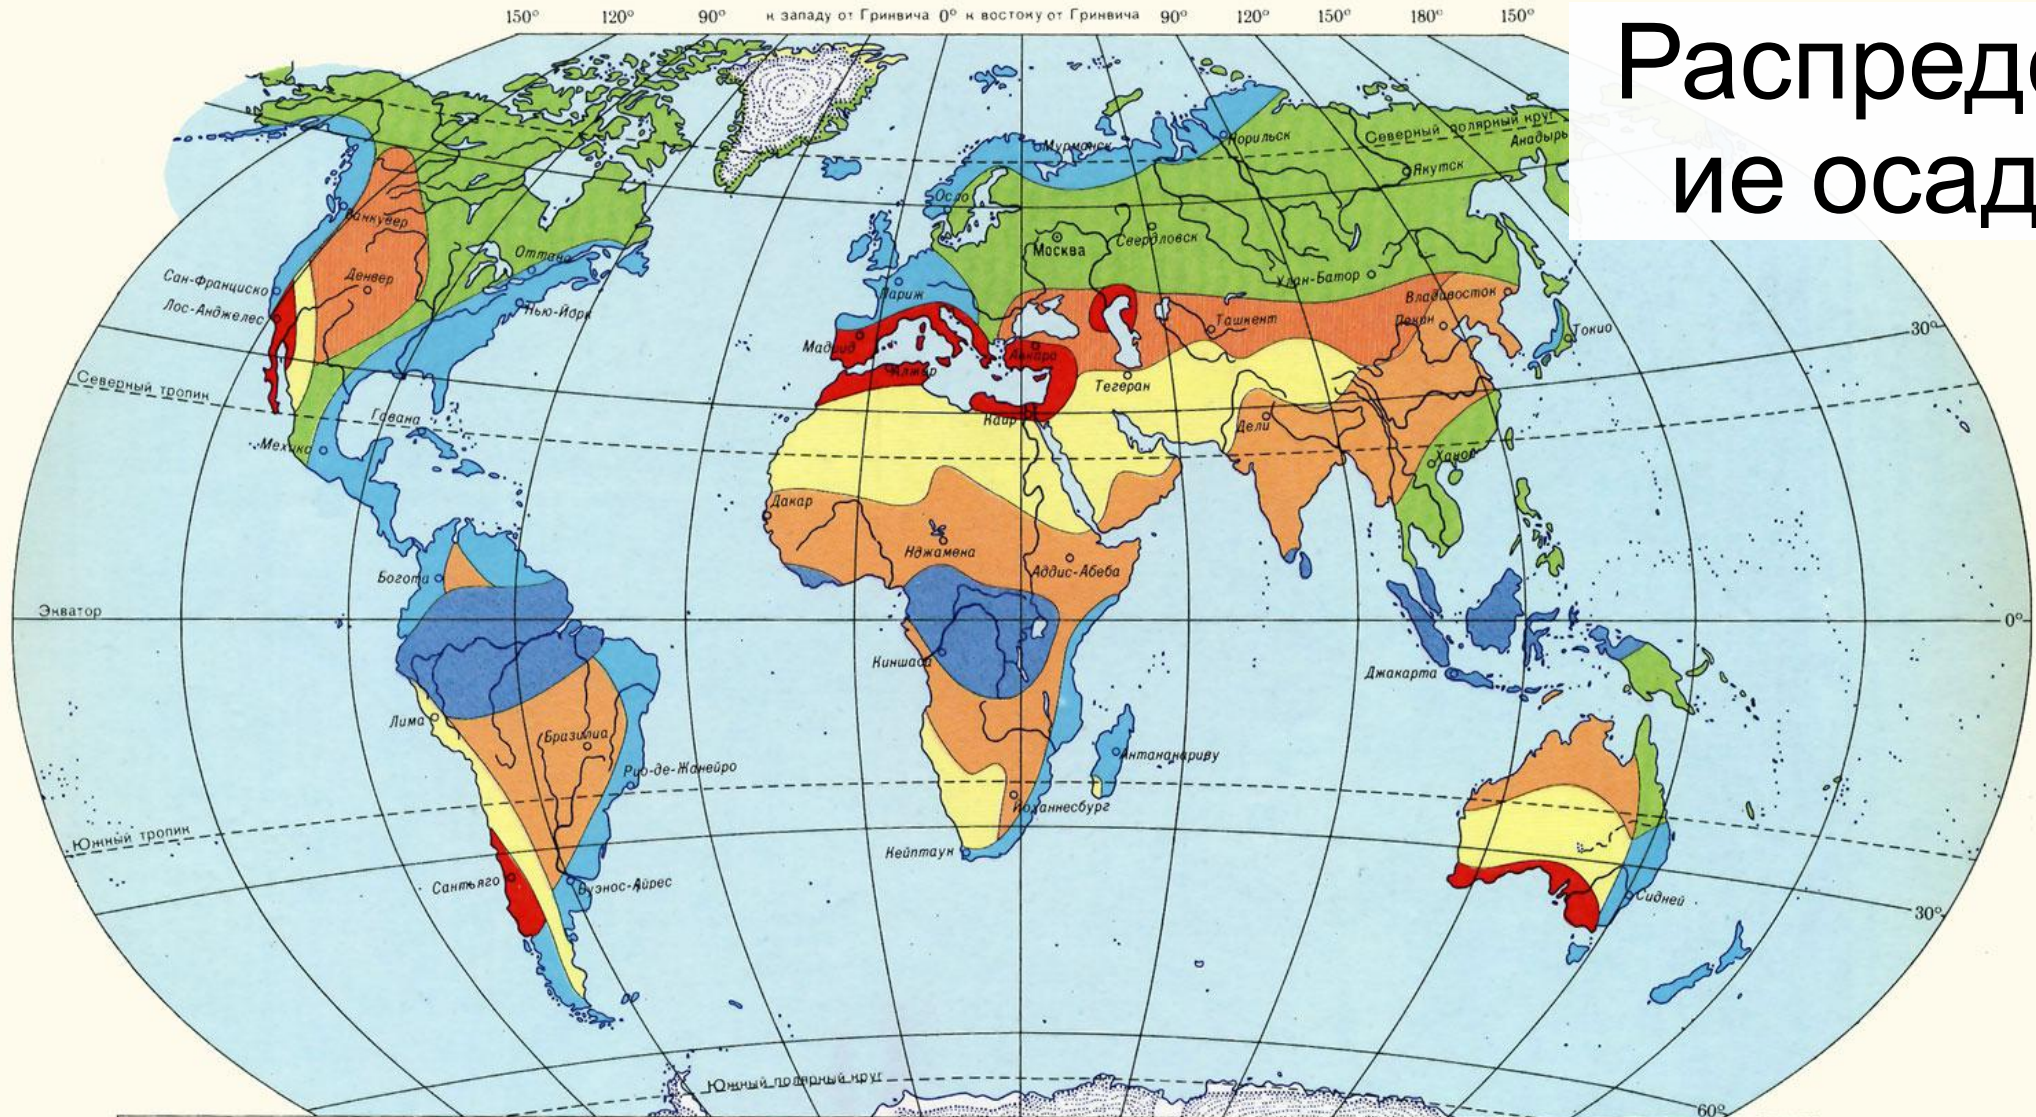 150° 120° 90° к западу от Гринвича 0° к востоку от Гринвича 90° 120° 150° 180° 150°
Распреде
ие осад
Северный полярный круг
Анадырь
Норильск
Мурманск
Якутск
Осло
Ванкувер
Москва
Свердловск
Оттава
Улан-Батор
Сан-Франциско
Денвер
Париж
Владивосток
Лос-Анджелес
Нью-Йорк
Ташкент
Пекин
Токио
30°
Мадрид
Анкара
Алжир
Тегеран
Северный тропик
Гавана
Каир
Дели
Мехико
Ханой
Дакар
Нджамена
Аддис-Абеба
Богота
Экватор
0°
Киншаса
Джакарта
Лима
Бразилиа
Антананариву
Рио-де-Жанейро
Йоханнесбург
Южный тропик
Кейптаун
Сантьяго
Буэнос-Айрес
Сидней
30°
Южный полярный круг
60°